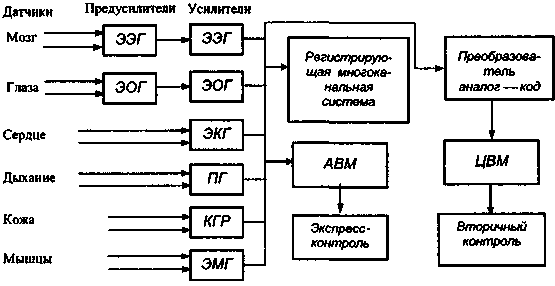 Датчики Предусилители Усилители
Мозг ЭЭГ ЭЭГ
Глаза ЭОГ ЭОГ
Сердце ЭКГ
Дыхание ПГ
Кожа КГР
Мышцы ЭМГ
Регистрирую-
щая многока-
нальная
система
Преобразова-
тель
аналог — код
АВМ
ЦВМ
Экспресс-
контроль
Вторичный
контроль